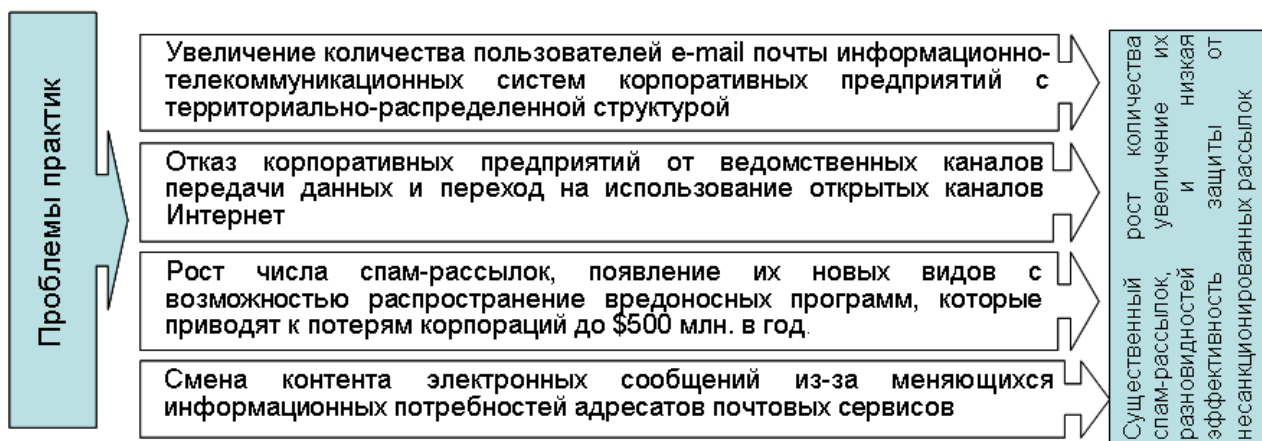 Проблемы практик
Увеличение количества пользователей e-mail почты информационно-
телекоммуникационных систем корпоративных предприятий с
территориально-распределенной структурой
Отказ корпоративных предприятий от ведомственных каналов
передачи данных и переход на использование открытых каналов
Интернет
Рост числа спам-рассылок, появление их новых видов с
возможностью распространение вредоносных программ, которые
приводят к потерям корпораций до $500 млн. в год.
Смена контента электронных сообщений из-за меняющихся
информационных потребностей адресатов почтовых сервисов
Существенный рост количества
спам-рассылок, увеличение их
разновидностей и низкая
эффективность защиты от
несанкционированных рассылок